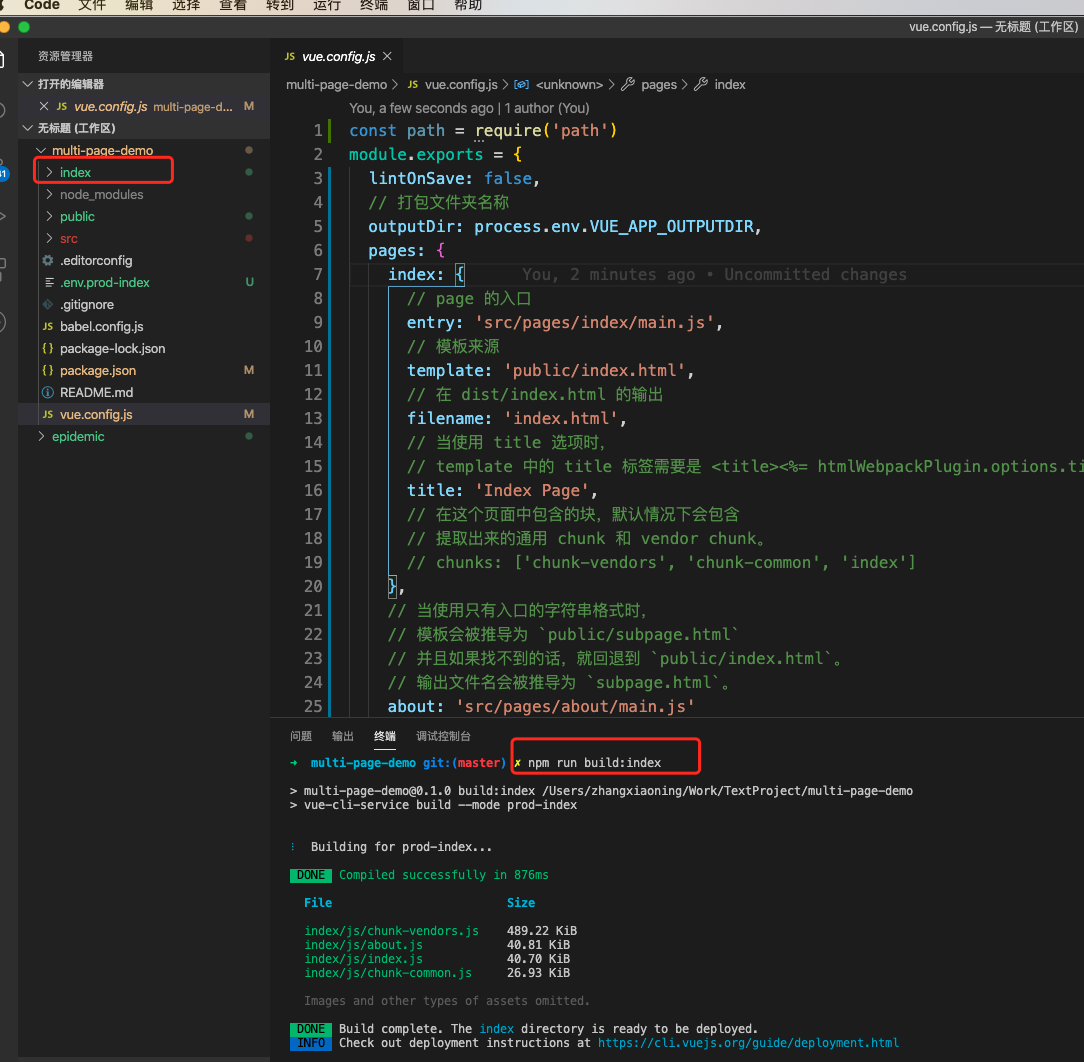 Code 文件 编辑 选择 查看 转到 运行 终端 窗口 帮助
vue.config.js — 无标题 (工作区)
资源管理器
打开的编辑器
JS vue.config.js multi-page-d... M
无标题 (工作区)
multi-page-demo
index
node_modules
public
src
.editorconfig
.env.prod-index U
.gitignore
JS babel.config.js
{ } package-lock.json
{ } package.json M
README.md
JS vue.config.js M
epidemic
JS vue.config.js
multi-page-demo > JS vue.config.js > <unknown> > pages > index
You, a few seconds ago | 1 author (You)
1 const path = require('path')
2 module.exports = {
3 lintOnSave: false,
4 // 打包文件夹名称
5 outputDir: process.env.VUE_APP_OUTPUTDIR,
6 pages: {
7 index: { You, 2 minutes ago • Uncommitted changes
8 // page 的入口
9 entry: 'src/pages/index/main.js',
10 // 模板来源
11 template: 'public/index.html',
12 // 在 dist/index.html 的输出
13 filename: 'index.html',
14 // 当使用 title 选项时,
15 // template 中的 title 标签需要是 <title><%= htmlWebpackPlugin.options.ti
16 title: 'Index Page',
17 // 在这个页面中包含的块，默认情况下会包含
18 // 提取出来的通用 chunk 和 vendor chunk。
19 // chunks: ['chunk-vendors', 'chunk-common', 'index']
20 },
21 // 当使用只有入口的字符串格式时,
22 // 模板会被推导为 `public/subpage.html`
23 // 并且如果找不到的话，就回退到 `public/index.html`。
24 // 输出文件名会被推导为 `subpage.html`。
25 about: 'src/pages/about/main.js'
问题 输出 终端 调试控制台
➜ multi-page-demo git:(master) ✗ npm run build:index
> multi-page-demo@0.1.0 build:index /Users/zhangxiaoning/Work/TextProject/multi-page-demo
> vue-cli-service build --mode prod-index
Building for prod-index...
DONE Compiled successfully in 876ms
File Size
index/js/chunk-vendors.js 489.22 KiB
index/js/about.js 40.81 KiB
index/js/index.js 40.70 KiB
index/js/chunk-common.js 26.93 KiB
Images and other types of assets omitted.
DONE Build complete. The index directory is ready to be deployed.
INFO Check out deployment instructions at https://cli.vuejs.org/guide/deployment.html